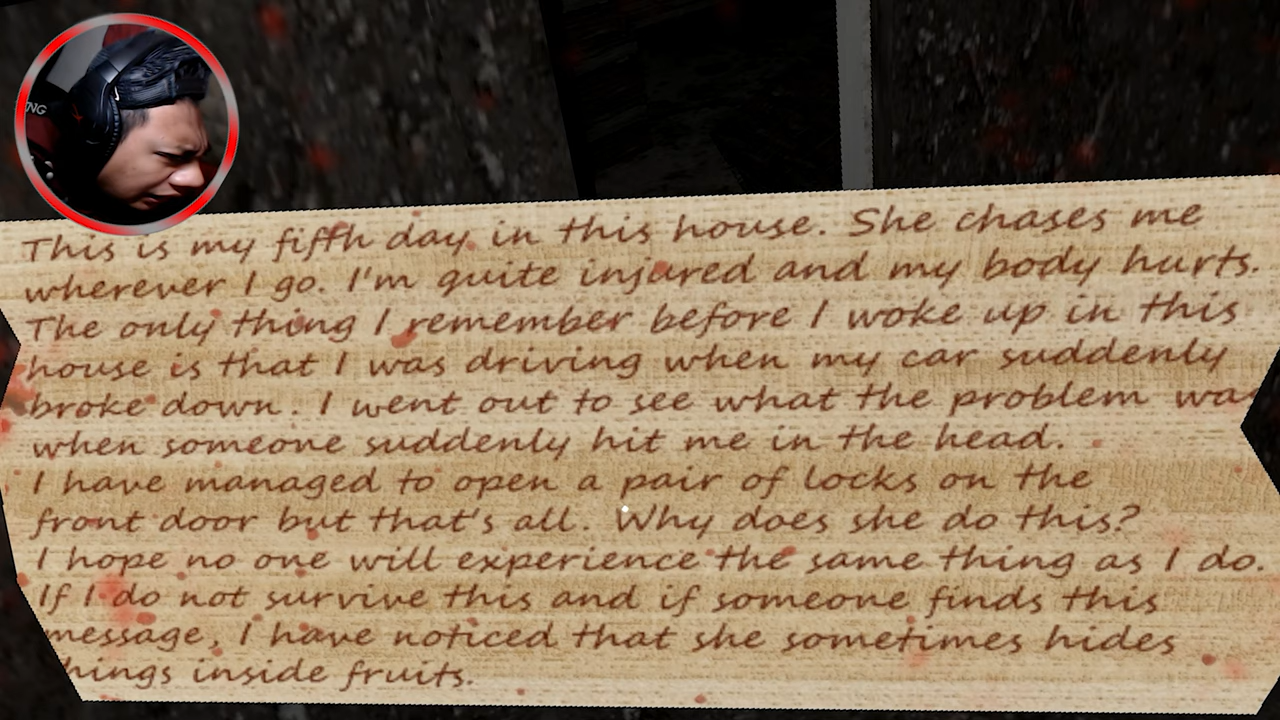 NG
This is my fifth day in this house. She chases me
wherever I go. I'm quite injured and my body hurts.
The only thing I remember before I woke up in this
house is that I was driving when my car suddenly
broke down. I went out to see what the problem was
when someone suddenly hit me in the head.
I have managed to open a pair of locks on the
front door but that's all. Why does she do this?
I hope no one will experience the same thing as I do.
If I do not survive this and if someone finds this
message, I have noticed that she sometimes hides
hings inside fruits.